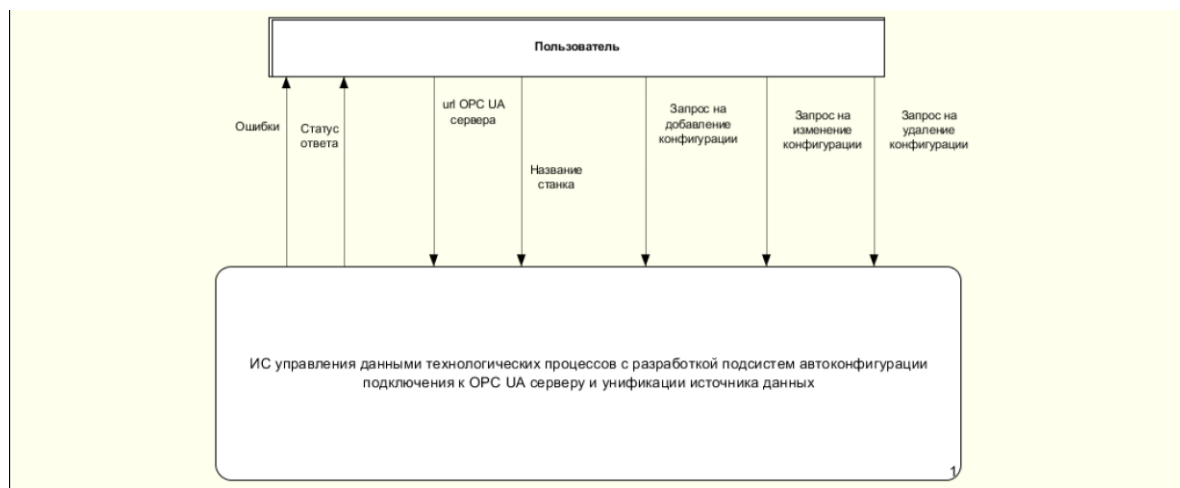 Пользователь
Ошибки
Статус
ответа
url OPC UA
сервера
Название
станка
Запрос на
добавление
конфигурации
Запрос на
изменение
конфигурации
Запрос на
удаление
конфигурации
ИС управления данными технологических процессов с разработкой подсистем автоконфигурации
подключения к OPC UA серверу и унификации источника данных
1